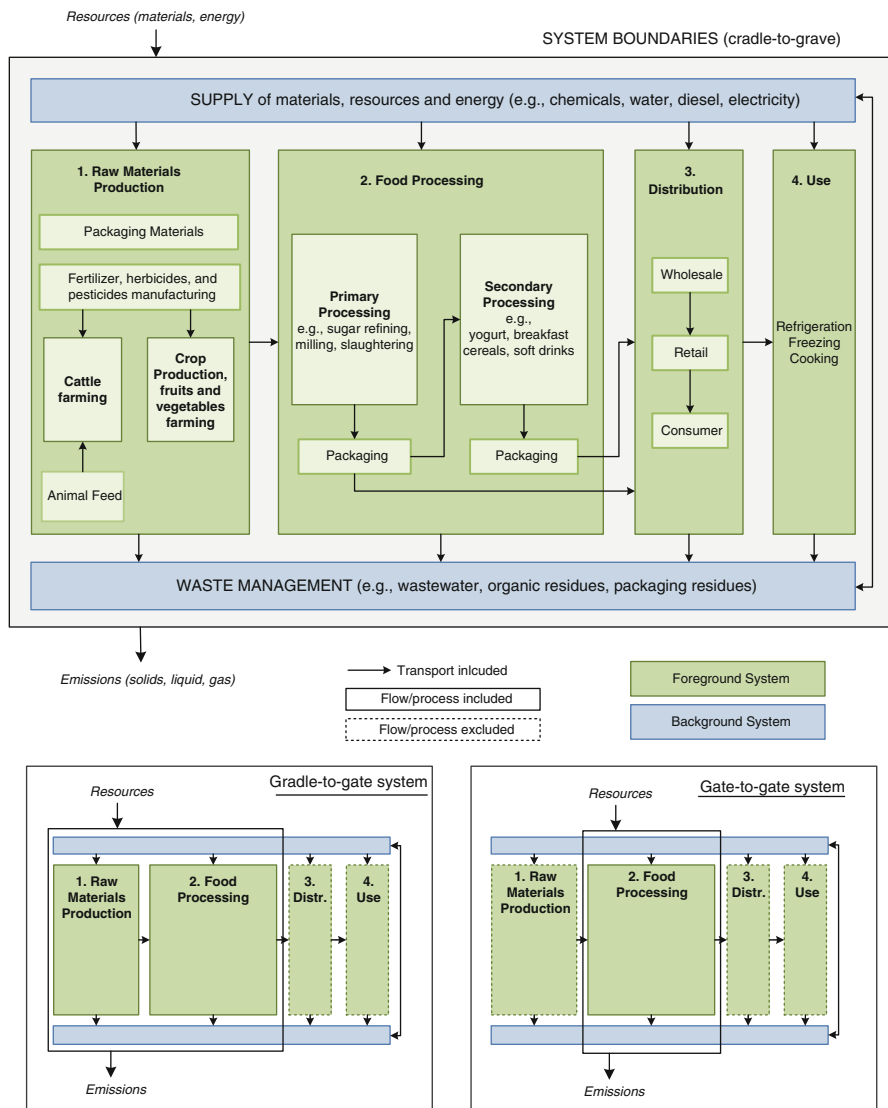 Resources (materials, energy)
SYSTEM BOUNDARIES (cradle-to-grave)
SUPPLY of materials, resources and energy (e.g., chemicals, water, diesel, electricity)
1. Raw Materials
Production
Packaging Materials
Fertilizer, herbicides, and
pesticides manufacturing
Cattle
farming
Crop
Production,
fruits and
vegetables
farming
Animal Feed
2. Food Processing
Primary
Processing
e.g., sugar refining,
milling, slaughtering
Packaging
Secondary
Processing
e.g.,
yogurt, breakfast
cereals, soft drinks
Packaging
3.
Distribution
Wholesale
Retail
Consumer
4. Use
Refrigeration
Freezing
Cooking
WASTE MANAGEMENT (e.g., wastewater, organic residues, packaging residues)
Emissions (solids, liquid, gas)
Transport inlcuded
Flow/process included
Flow/process excluded
Foreground System
Background System
Gradle-to-gate system
Resources
1. Raw
Materials
Production
2. Food
Processing
3.
Distr.
4.
Use
Emissions
Gate-to-gate system
Resources
1. Raw
Materials
Production
2. Food
Processing
3.
Distr.
4.
Use
Emissions